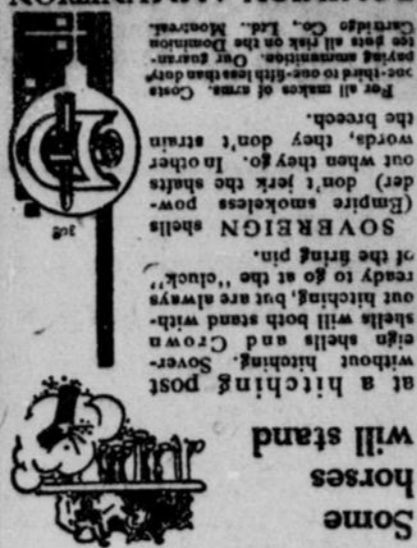 Some
horses
will stand
at a hitching post
without hitching. Sover-
eign shells and Crown
shells will both stand with-
out hitching, but are always
ready to go at the "cluck"
of the firing pin.
SOVEREIGN shells
(Empire smokeless pow-
der) don't jerk the shafts
out when they go. In other
words, they don't strain
the breech.
For all makes of arms. Costs
one-third to one-fifth less than duty
paying ammunition. Our guaran-
tee puts all risk on the Dominion
Cartridge Co., Ltd., Montreal.
308
D